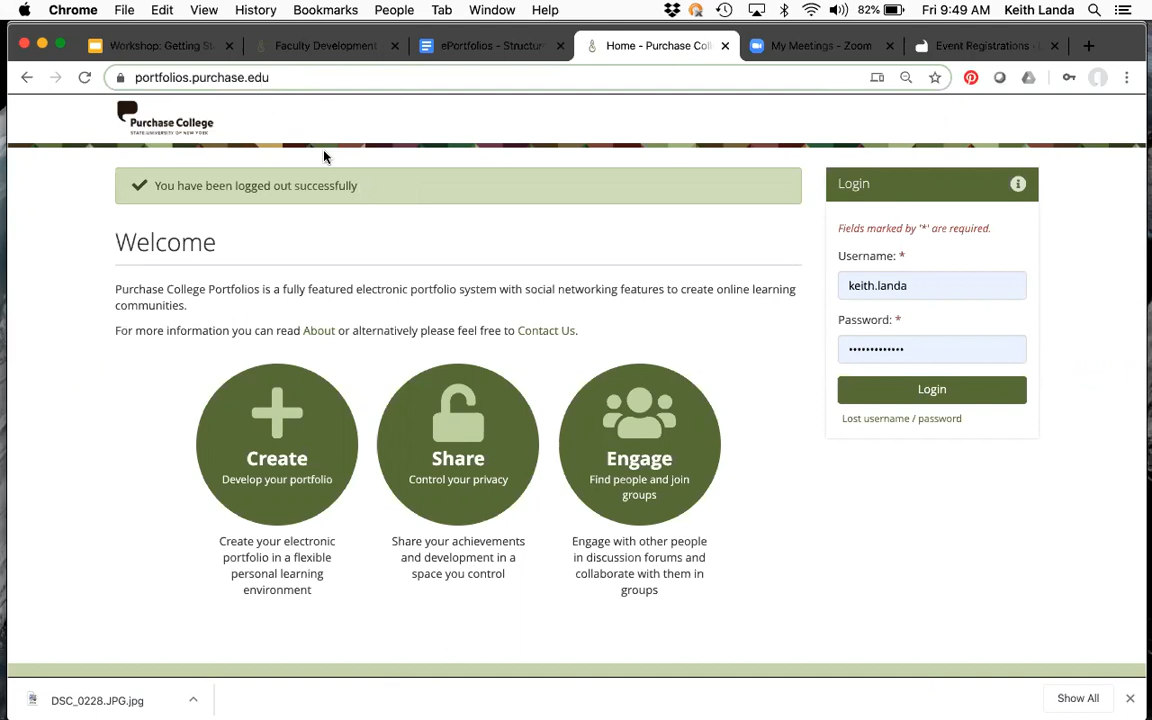 Chrome File Edit View History Bookmarks People Tab Window Help 82% Fri 9:49 AM Keith Landa
Workshop: Getting St Faculty Development ePortfolios - Structur Home - Purchase Coll My Meetings - Zoom Event Registrations -
portfolios.purchase.edu
Purchase College
STATE UNIVERSITY OF NEW YORK
You have been logged out successfully
Welcome
Purchase College Portfolios is a fully featured electronic portfolio system with social networking features to create online learning
communities.
For more information you can read About or alternatively please feel free to Contact Us.
Create
Develop your portfolio
Create your electronic
portfolio in a flexible
personal learning
environment
Share
Control your privacy
Share your achievements
and development in a
space you control
Engage
Find people and join
groups
Engage with other people
in discussion forums and
collaborate with them in
groups
Login
Fields marked by '*' are required.
Username: *
keith.landa
Password: *
•••••••••••••
Login
Lost username / password
DSC_0228.JPG.jpg
Show All